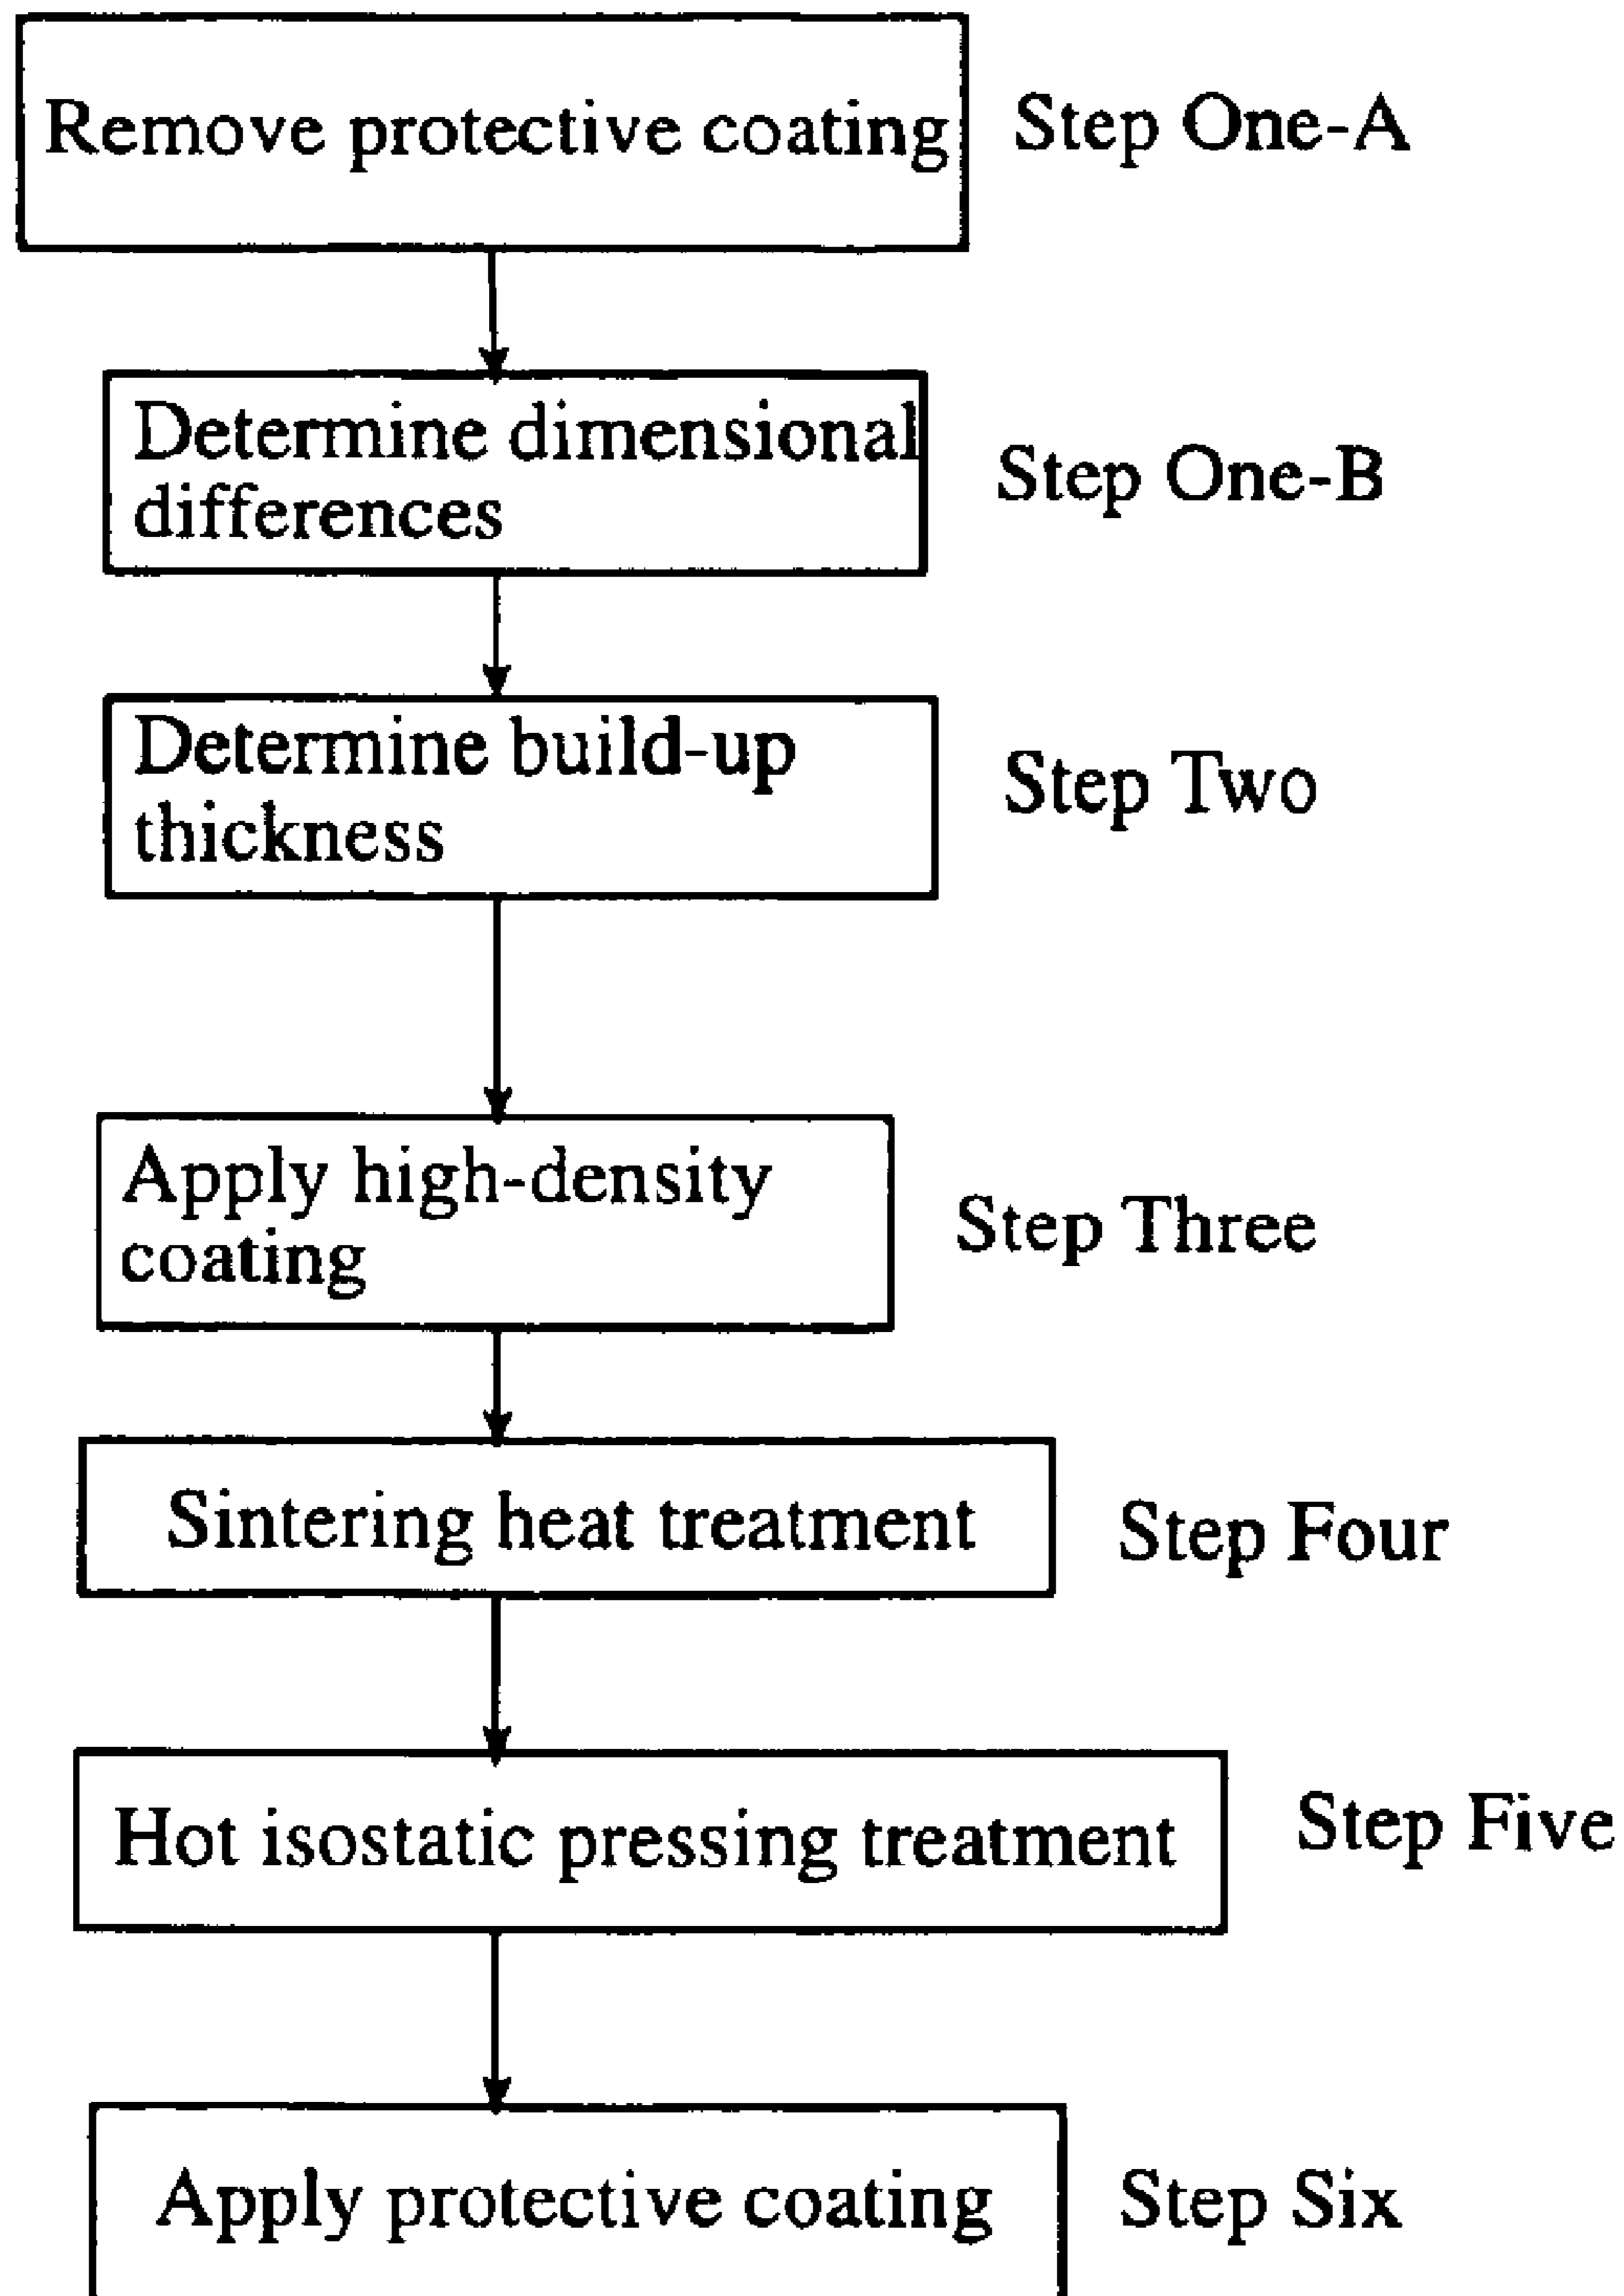 Remove protective coating
Step One-A
Determine dimensional
differences
Step One-B
Determine build-up
thickness
Step Two
Apply high-density
coating
Step Three
Sintering heat treatment
Step Four
Hot isostatic pressing treatment
Step Five
Apply protective coating
Step Six